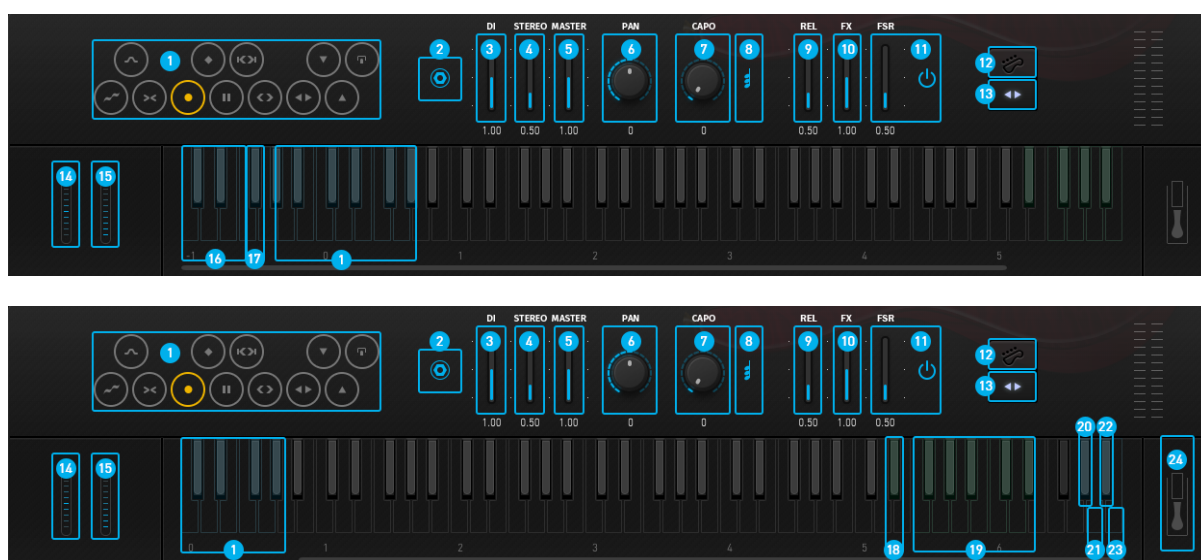 DI STEREO MASTER PAN CAPO REL FX FSR
1 2 3 4 5 6 7 8 9 10 11 12
13
1.00 0.50 1.00 0 0 0.50 1.00 0.50
14 15
-1 16 17 0 1 1 2 3 4 5
DI STEREO MASTER PAN CAPO REL FX FSR
1 2 3 4 5 6 7 8 9 10 11 12
13
1.00 0.50 1.00 0 0 0.50 1.00 0.50
20 22
14 15 24
0 1 1 2 3 4 5 18 19 6 21 23